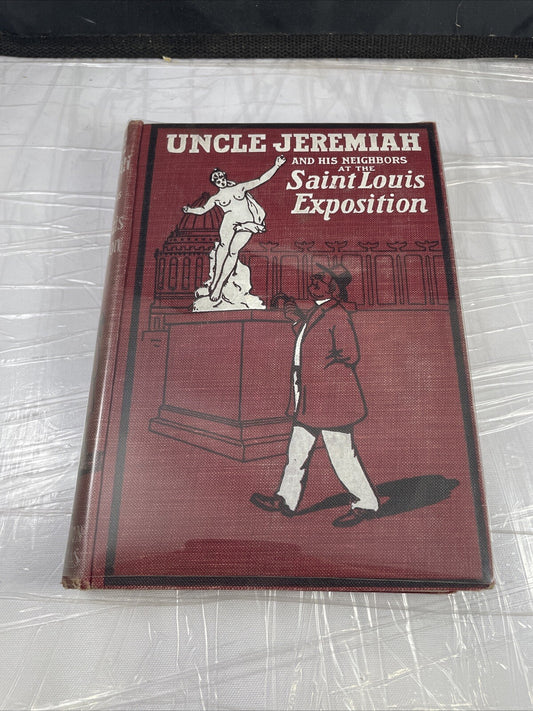 UNCLE JEREMIAH
AND HIS NEIGHBORS
AT THE
Saint Louis
Exposition